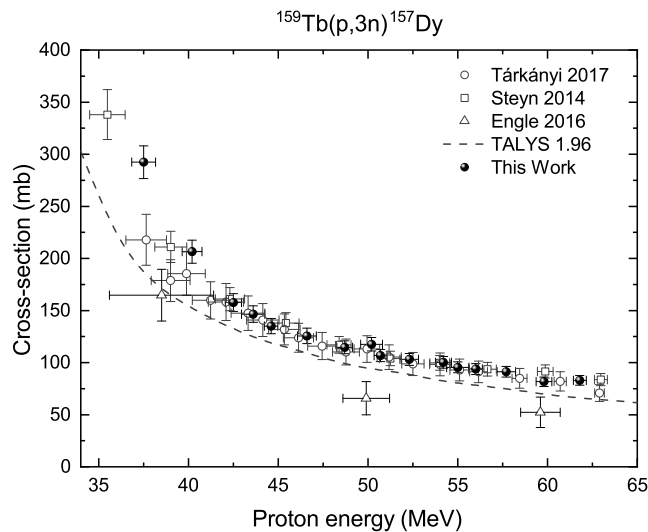 ¹⁵⁹Tb(p,3n)¹⁵⁷Dy
400
350
300
250
200
150
100
50
0
Cross-section (mb)
Tárkányi 2017
Steyn 2014
Engle 2016
TALYS 1.96
This Work
35 40 45 50 55 60 65
Proton energy (MeV)